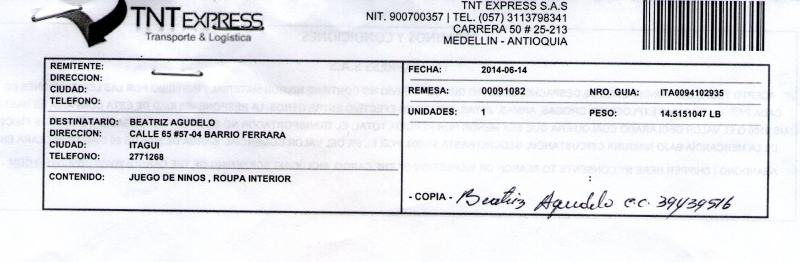 TNT EXPRESS
Transporte & Logistica
TNT EXPRESS S.A.S
NIT. 900700357 | TEL. (057) 3113798341
CARRERA 50 # 25-213
MEDELLIN - ANTIOQUIA
REMITENTE:
DIRECCION:
CIUDAD:
TELEFONO:
FECHA: 2014-06-14
REMESA: 00091082 NRO. GUIA: ITA0094102935
UNIDADES: 1 PESO: 14.5151047 LB
DESTINATARIO: BEATRIZ AGUDELO
DIRECCION: CALLE 65 #57-04 BARRIO FERRARA
CIUDAD: ITAGUI
TELEFONO: 2771268
CONTENIDO: JUEGO DE NINOS , ROUPA INTERIOR
- COPIA - Beatriz Agudelo c.c. 39439516